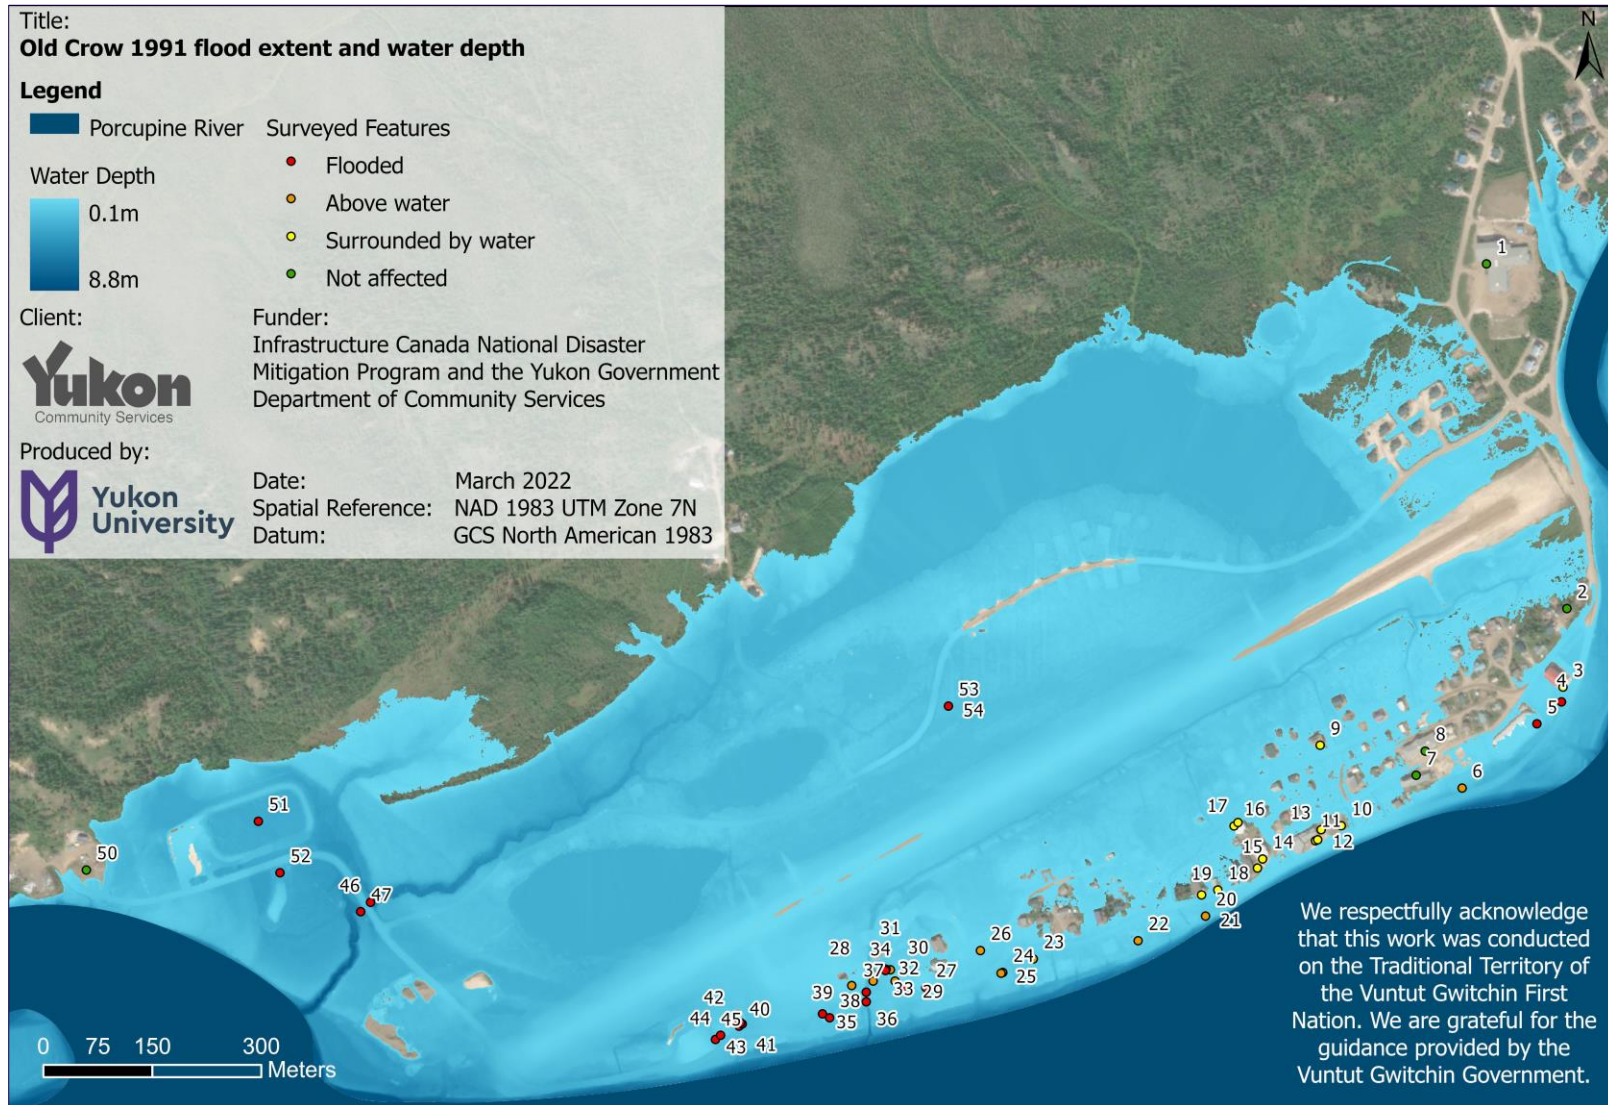 Title:
Old Crow 1991 flood extent and water depth
Legend
Porcupine River
Water Depth
0.1m
8.8m
Surveyed Features
Flooded
Above water
Surrounded by water
Not affected
Client:
Yukon
Community Services
Funder:
Infrastructure Canada National Disaster
Mitigation Program and the Yukon Government
Department of Community Services
Produced by:
Yukon
University
Date: March 2022
Spatial Reference: NAD 1983 UTM Zone 7N
Datum: GCS North American 1983
N
1
2
3
4
5
6
7
8
9
10
11
12
13
14
15
16
17
18
19
20
21
22
23
24
25
26
27
28
29
30
31
32
33
34
35
36
37
38
39
40
41
42
43
44
45
46
47
50
51
52
53
54
0 75 150 300
Meters
We respectfully acknowledge
that this work was conducted
on the Traditional Territory of
the Vuntut Gwitchin First
Nation. We are grateful for the
guidance provided by the
Vuntut Gwitchin Government.